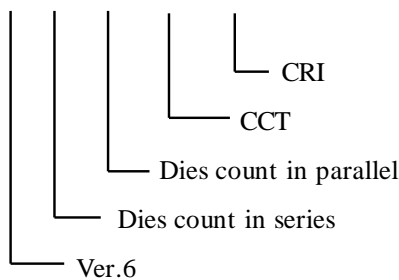 CRI
CCT
Dies count in parallel
Dies count in series
Ver.6